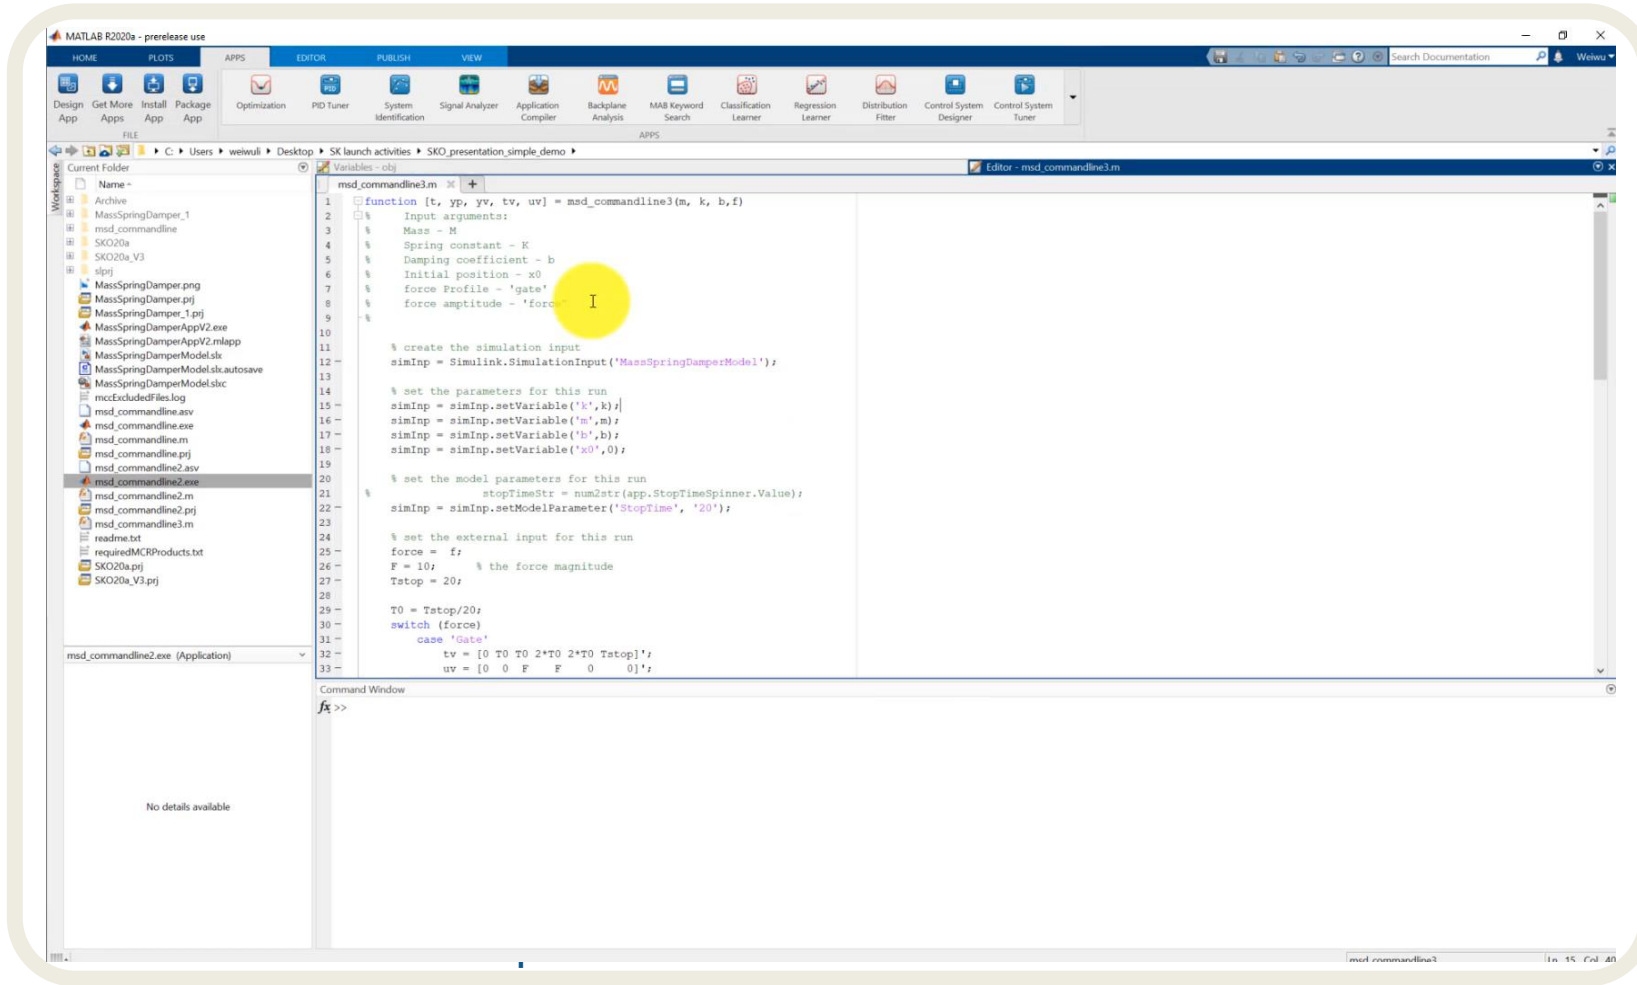 MATLAB R2020a - prerelease use
HOME PLOTS APPS EDITOR PUBLISH VIEW
Search Documentation
Weiwu
Design App
Get More Apps
Install App
Package App
Optimization
PID Tuner
System Identification
Signal Analyzer
Application Compiler
Backplane Analysis
MAB Keyword Search
Classification Learner
Regression Learner
Distribution Fitter
Control System Designer
Control System Tuner
FILE
APPS
C: Users weiwuli Desktop SK launch activities SKO_presentation_simple_demo
Workspace
Current Folder
Name
Archive
MassSpringDamper_1
msd_commandline
SKO20a
SKO20a_V3
slprj
MassSpringDamper.png
MassSpringDamper.prj
MassSpringDamper_1.prj
MassSpringDamperAppV2.exe
MassSpringDamperAppV2.mlapp
MassSpringDamperModel.slx
MassSpringDamperModel.slx.autosave
MassSpringDamperModel.slxc
mccExcludedFiles.log
msd_commandline.asv
msd_commandline.exe
msd_commandline.m
msd_commandline.prj
msd_commandline2.asv
msd_commandline2.exe
msd_commandline2.m
msd_commandline2.prj
msd_commandline3.m
readme.txt
requiredMCRProducts.txt
SKO20a.prj
SKO20a_V3.prj
msd_commandline2.exe (Application)
No details available
Variables - obj
Editor - msd_commandline3.m
msd_commandline3.m
1 function [t, yp, yv, tv, uv] = msd_commandline3(m, k, b,f)
2 % Input arguments:
3 % Mass - M
4 % Spring constant - K
5 % Damping coefficient - b
6 % Initial position - x0
7 % force Profile - 'gate'
8 % force amptitude - 'force'
9 %
10
11 % create the simulation input
12 simInp = Simulink.SimulationInput('MassSpringDamperModel');
13
14 % set the parameters for this run
15 simInp = simInp.setVariable('k',k);
16 simInp = simInp.setVariable('m',m);
17 simInp = simInp.setVariable('b',b);
18 simInp = simInp.setVariable('x0',0);
19
20 % set the model parameters for this run
21 % stopTimeStr = num2str(app.StopTimeSpinner.Value);
22 simInp = simInp.setModelParameter('StopTime', '20');
23
24 % set the external input for this run
25 force = f;
26 F = 10; % the force magnitude
27 Tstop = 20;
28
29 T0 = Tstop/20;
30 switch (force)
31 case 'Gate'
32 tv = [0 T0 T0 2*T0 2*T0 Tstop]';
33 uv = [0 0 F F 0 0]';
Command Window
fx >>
msd_commandline3
Ln 15 Col 40